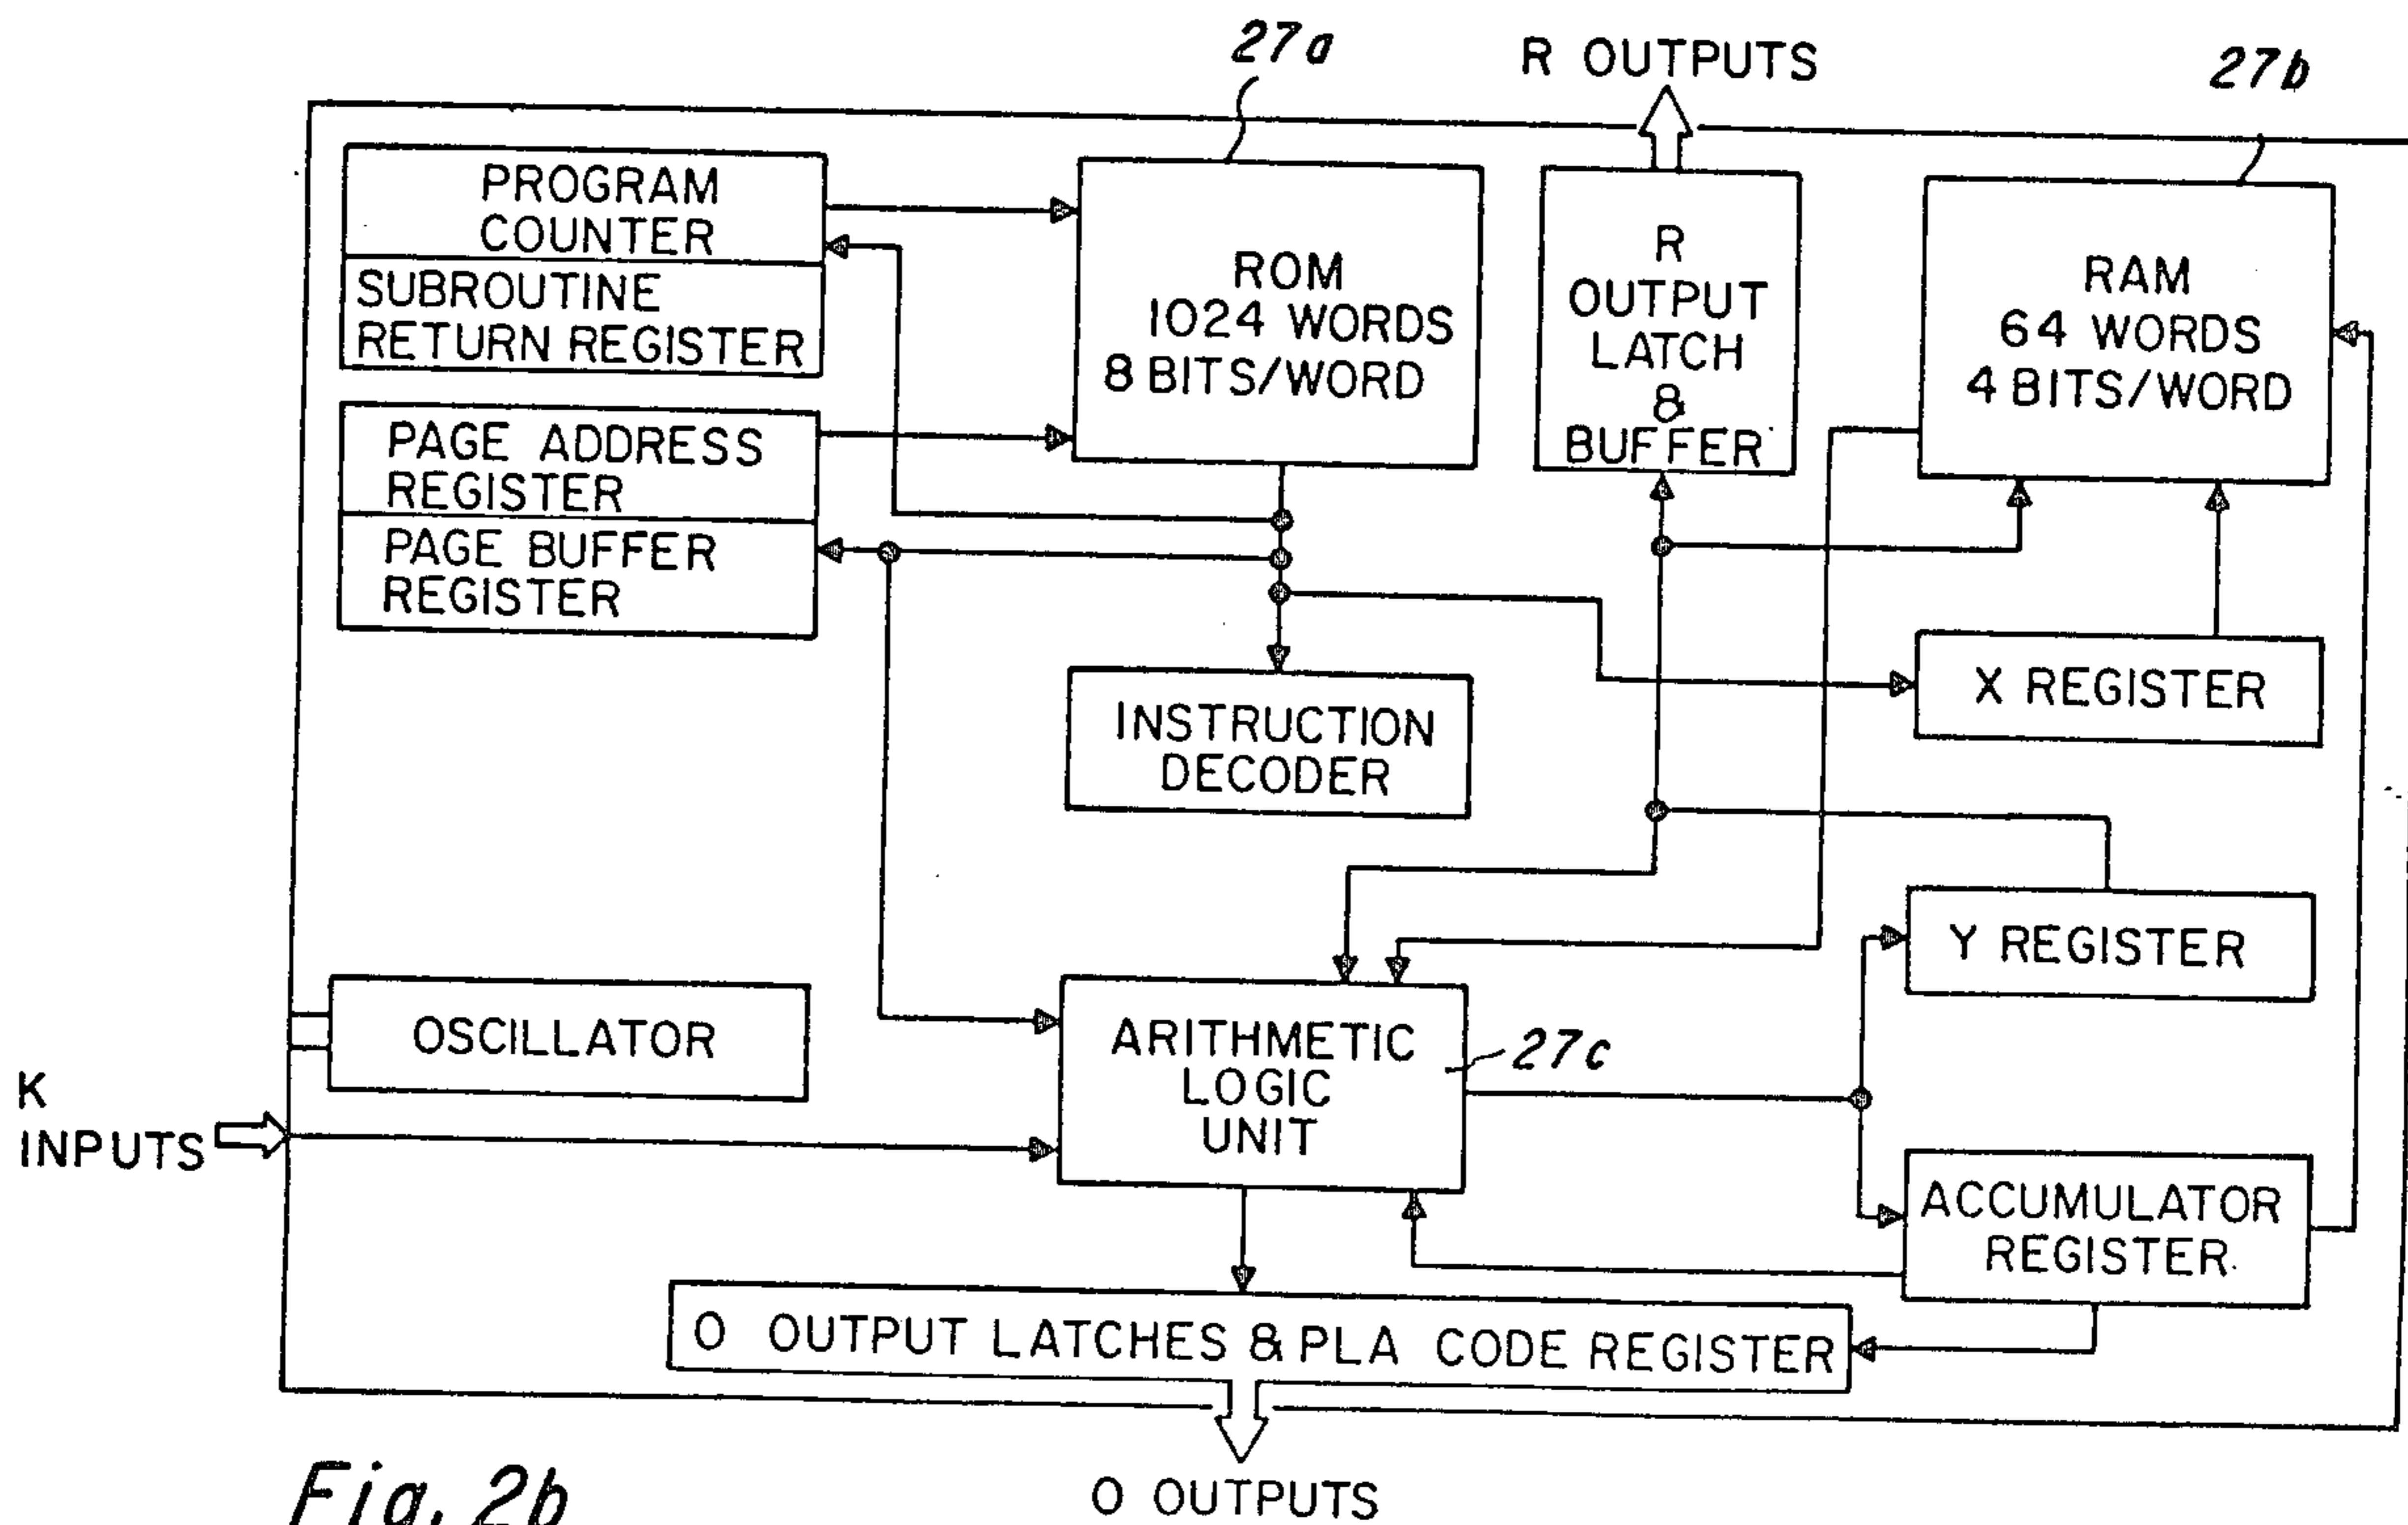 27a
R OUTPUTS
27b
PROGRAM
COUNTER
SUBROUTINE
RETURN REGISTER
ROM
1024 WORDS
8 BITS/WORD
R
OUTPUT
LATCH
&
BUFFER
RAM
64 WORDS
4 BITS/WORD
PAGE ADDRESS
REGISTER
PAGE BUFFER
REGISTER
X REGISTER
INSTRUCTION
DECODER
Y REGISTER
OSCILLATOR
ARITHMETIC
LOGIC
UNIT
27c
K
INPUTS
ACCUMULATOR
REGISTER
O OUTPUT LATCHES & PLA CODE REGISTER
O OUTPUTS
Fig. 2b